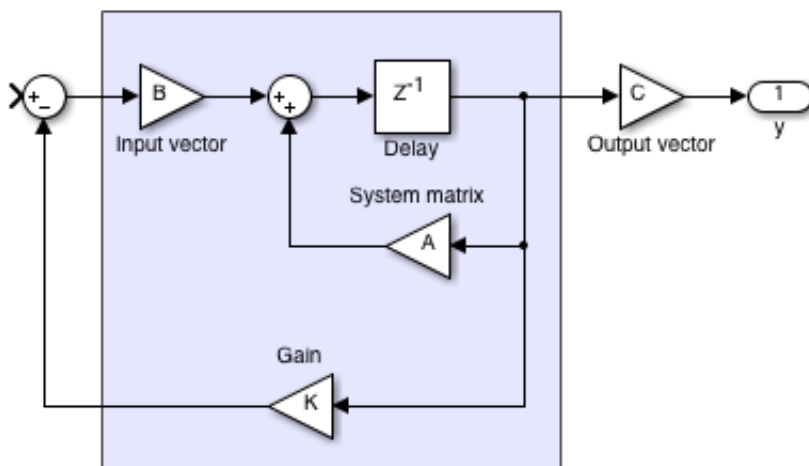 +
−
B
Input vector
+
+
Z-1
Delay
C
Output vector
1
y
System matrix
A
Gain
K